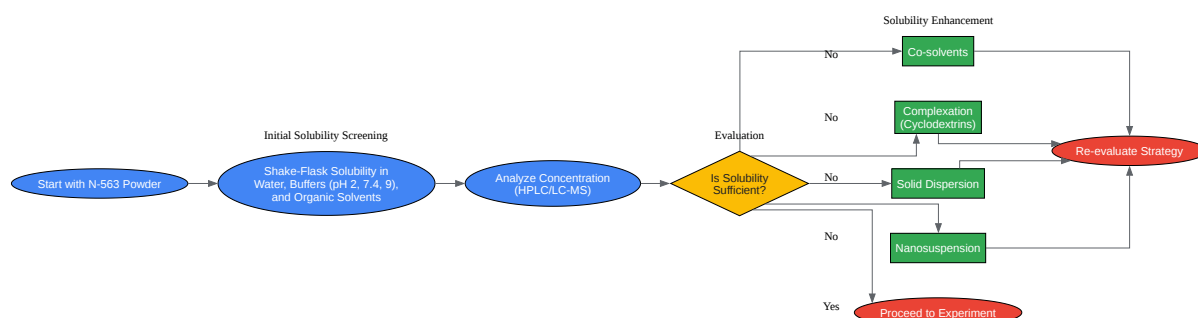 Solubility Enhancement
No
Co-solvents
No
Complexation
(Cyclodextrins)
Initial Solubility Screening
Evaluation
Re-evaluate Strategy
Start with N-563 Powder
Shake-Flask Solubility in
Water, Buffers (pH 2, 7.4, 9),
and Organic Solvents
Analyze Concentration
(HPLC/LC-MS)
Is Solubility
Sufficient?
No
Solid Dispersion
No
Nanosuspension
Yes
Proceed to Experiment